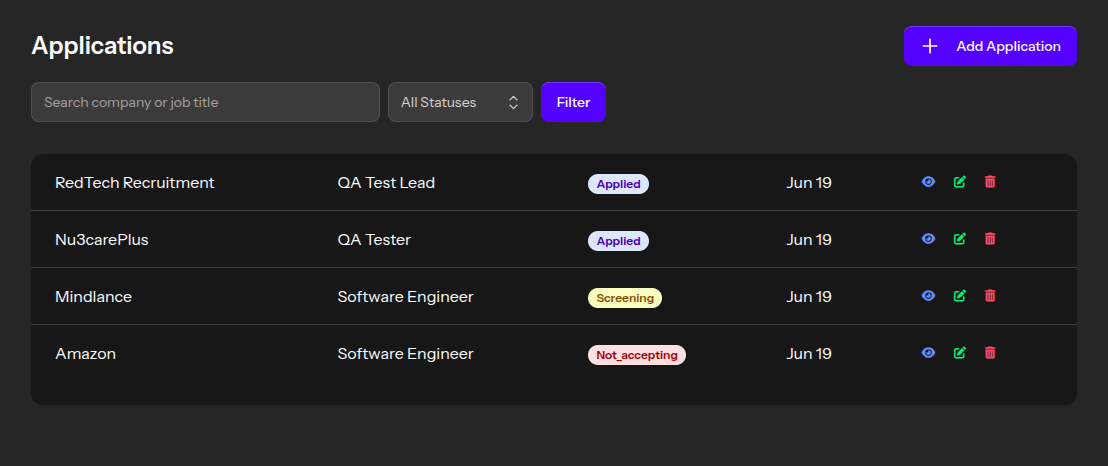 Applications
Add Application
Search company or job title
All Statuses
Filter
RedTech Recruitment QA Test Lead Applied Jun 19
Nu3carePlus QA Tester Applied Jun 19
Mindlance Software Engineer Screening Jun 19
Amazon Software Engineer Not_accepting Jun 19